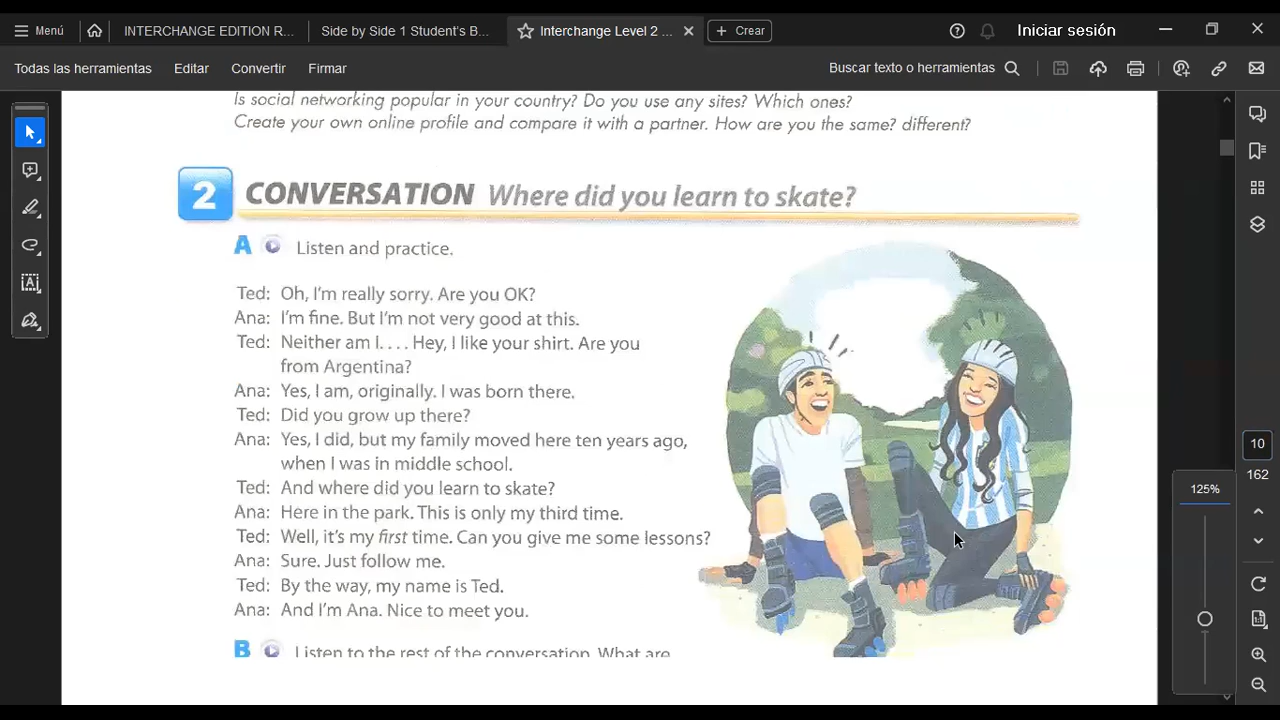 Menú
INTERCHANGE EDITION R...
Side by Side 1 Student's B...
Interchange Level 2 ...
Crear
Iniciar sesión
Todas las herramientas
Editar
Convertir
Firmar
Buscar texto o herramientas
Is social networking popular in your country? Do you use any sites? Which ones?
Create your own online profile and compare it with a partner. How are you the same? different?
2 CONVERSATION Where did you learn to skate?
A Listen and practice.
Ted: Oh, I'm really sorry. Are you OK?
Ana: I'm fine. But I'm not very good at this.
Ted: Neither am I. . . . Hey, I like your shirt. Are you
from Argentina?
Ana: Yes, I am, originally. I was born there.
Ted: Did you grow up there?
Ana: Yes, I did, but my family moved here ten years ago,
when I was in middle school.
Ted: And where did you learn to skate?
Ana: Here in the park. This is only my third time.
Ted: Well, it's my first time. Can you give me some lessons?
Ana: Sure. Just follow me.
Ted: By the way, my name is Ted.
Ana: And I'm Ana. Nice to meet you.
B Listen to the rest of the conversation. What are
10
162
125%